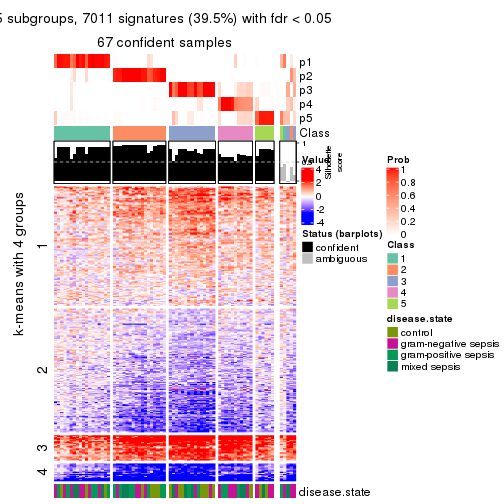 5 subgroups, 7011 signatures (39.5%) with fdr < 0.05
67 confident samples
p1
p2
p3
p4
p5
Class
1
0
Silhouette
score
k-means with 4 groups
1
2
3
4
disease.state
Value
4
2
0
-2
-4
Status (barplots)
confident
ambiguous
Prob
1
0.8
0.6
0.4
0.2
0
Class
1
2
3
4
5
disease.state
control
gram-negative sepsis
gram-positive sepsis
mixed sepsis